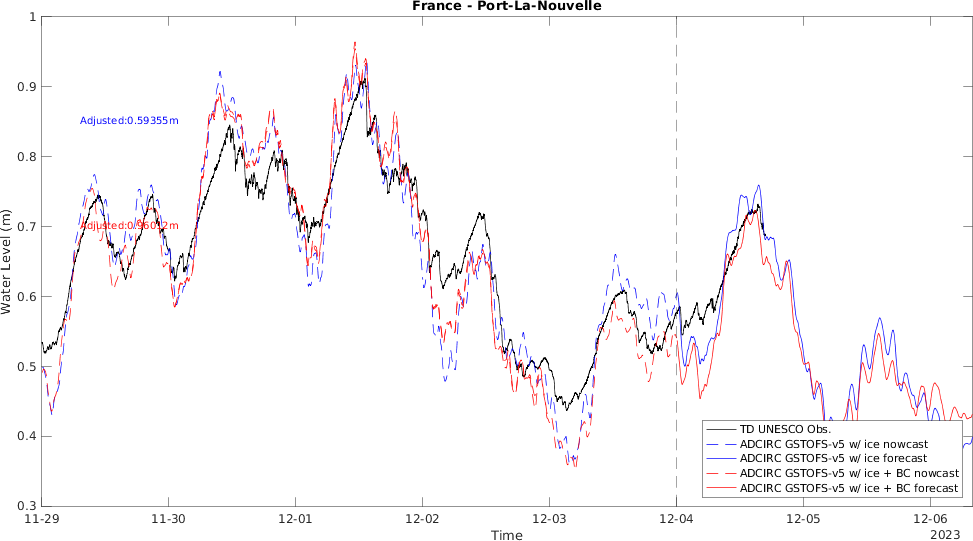 France - Port-La-Nouvelle
1
0.9
0.8
0.7
0.6
0.5
0.4
0.3
Water Level (m)
Adjusted:0.59355m
TD UNESCO Obs.
ADCIRC GSTOFS-v5 w/ ice nowcast
ADCIRC GSTOFS-v5 w/ ice forecast
ADCIRC GSTOFS-v5 w/ ice + BC nowcast
ADCIRC GSTOFS-v5 w/ ice + BC forecast
11-29
11-30
12-01
12-02
12-03
12-04
12-05
12-06
Time
2023